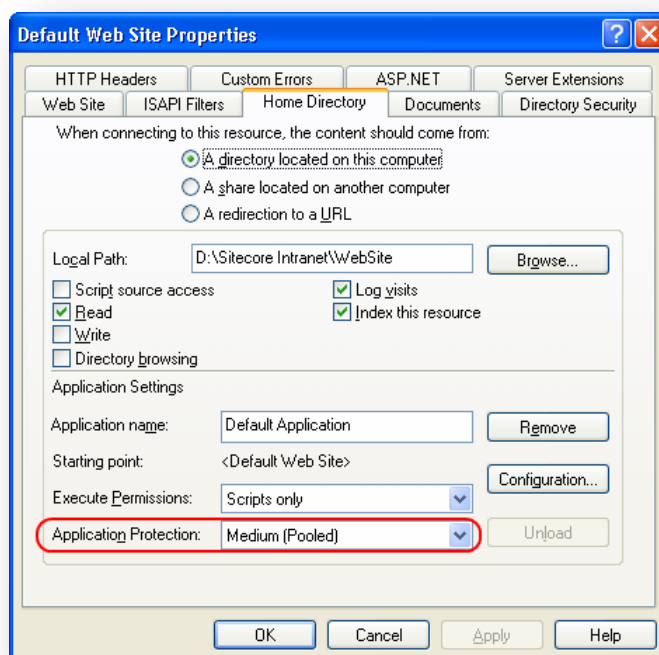 Default Web Site Properties
HTTP Headers Custom Errors ASP.NET Server Extensions
Web Site ISAPI Filters Home Directory Documents Directory Security
When connecting to this resource, the content should come from:
A directory located on this computer
A share located on another computer
A redirection to a URL
Local Path: D:\Sitecore Intranet\WebSite Browse...
Script source access Log visits
Read Index this resource
Write
Directory browsing
Application Settings
Application name: Default Application Remove
Starting point: <Default Web Site>
Configuration...
Execute Permissions: Scripts only
Application Protection: Medium (Pooled) Unload
OK Cancel Apply Help